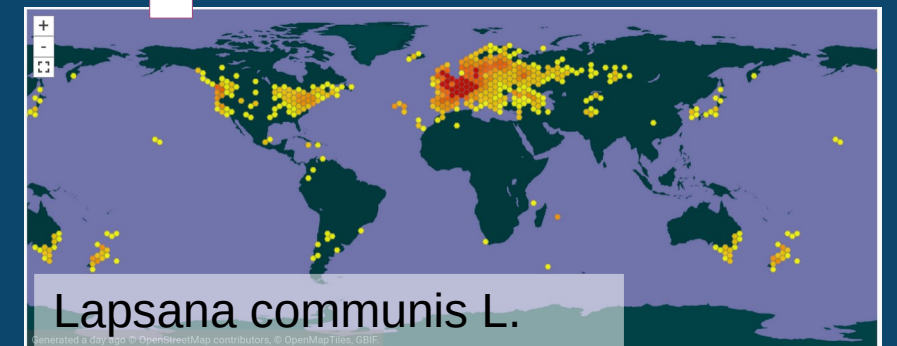 +
-
Lapsana communis L.
Generated a day ago © OpenStreetMap contributors, © OpenMapTiles, GBIF.